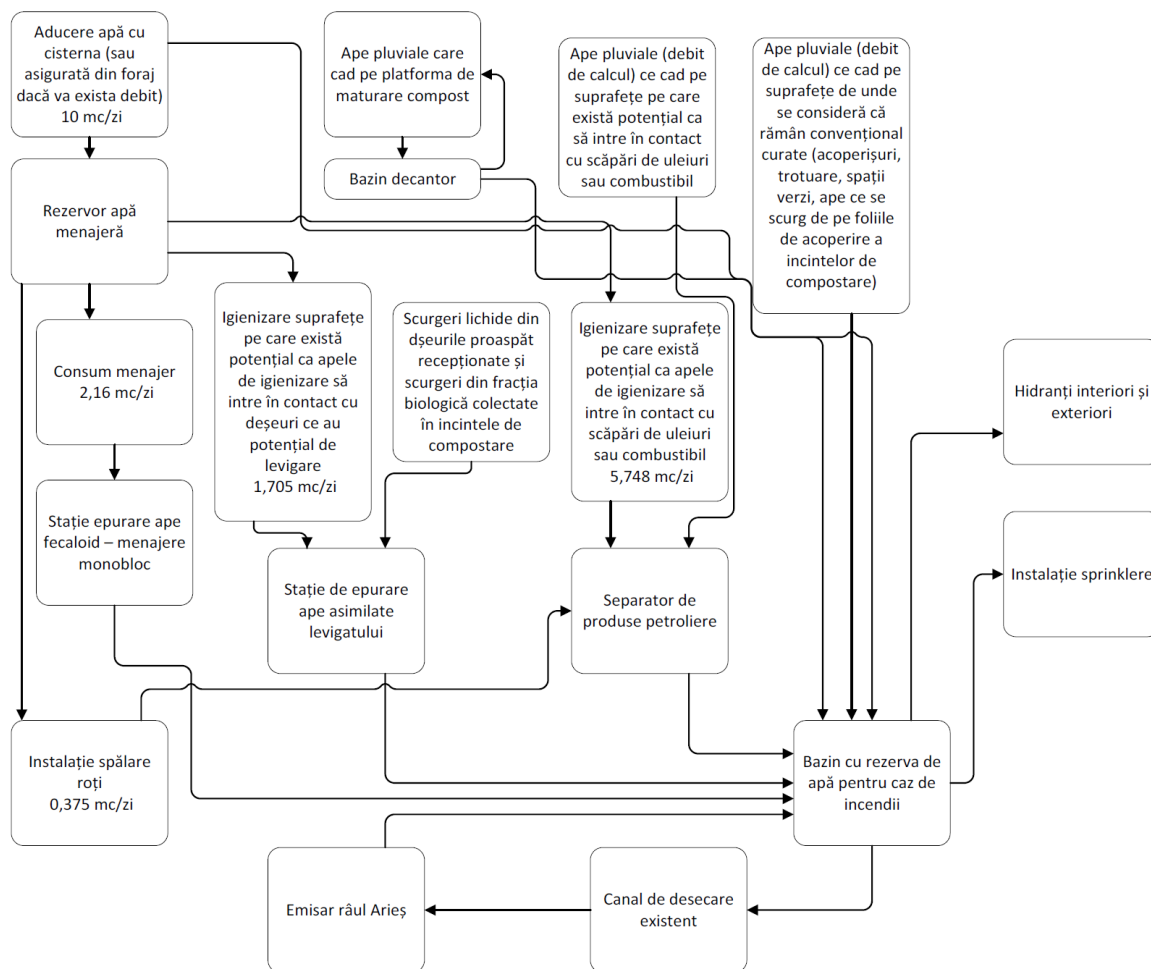 Aducere apă cu
cisterna (sau
asigurată din foraj
dacă va exista debit)
10 mc/zi
Ape pluviale care
cad pe platforma de
maturare compost
Ape pluviale (debit
de calcul) ce cad pe
suprafețe pe care
există potențial ca
să intre în contact
cu scăpări de uleiuri
sau combustibil
Ape pluviale (debit
de calcul) ce cad pe
suprafețe de unde
se consideră că
rămân convențional
curate (acoperișuri,
trotuare, spații
verzi, ape ce se
scurg de pe foliile
de acoperire a
incintelor de
compostare)
Bazin decantor
Rezervor apă
menajeră
Consum menajer
2,16 mc/zi
Igienizare suprafețe
pe care există
potențial ca apele
de igienizare să
intre în contact cu
deșeuri ce au
potențial de
levigare
1,705 mc/zi
Scurgeri lichide din
dșeurile proaspăt
recepționate și
scurgeri din fracția
biologică colectate
în incintele de
compostare
Igienizare suprafețe
pe care există
potențial ca apele
de igienizare să
intre în contact cu
scăpări de uleiuri
sau combustibil
5,748 mc/zi
Hidranți interiori și
exteriori
Stație epurare ape
fecaloid – menajere
monobloc
Stație de epurare
ape asimilate
levigatului
Separator de
produse petroliere
Instalație sprinklere
Instalație spălare
roți
0,375 mc/zi
Bazin cu rezerva de
apă pentru caz de
incendii
Emisar râul Arieș
Canal de desecare
existent